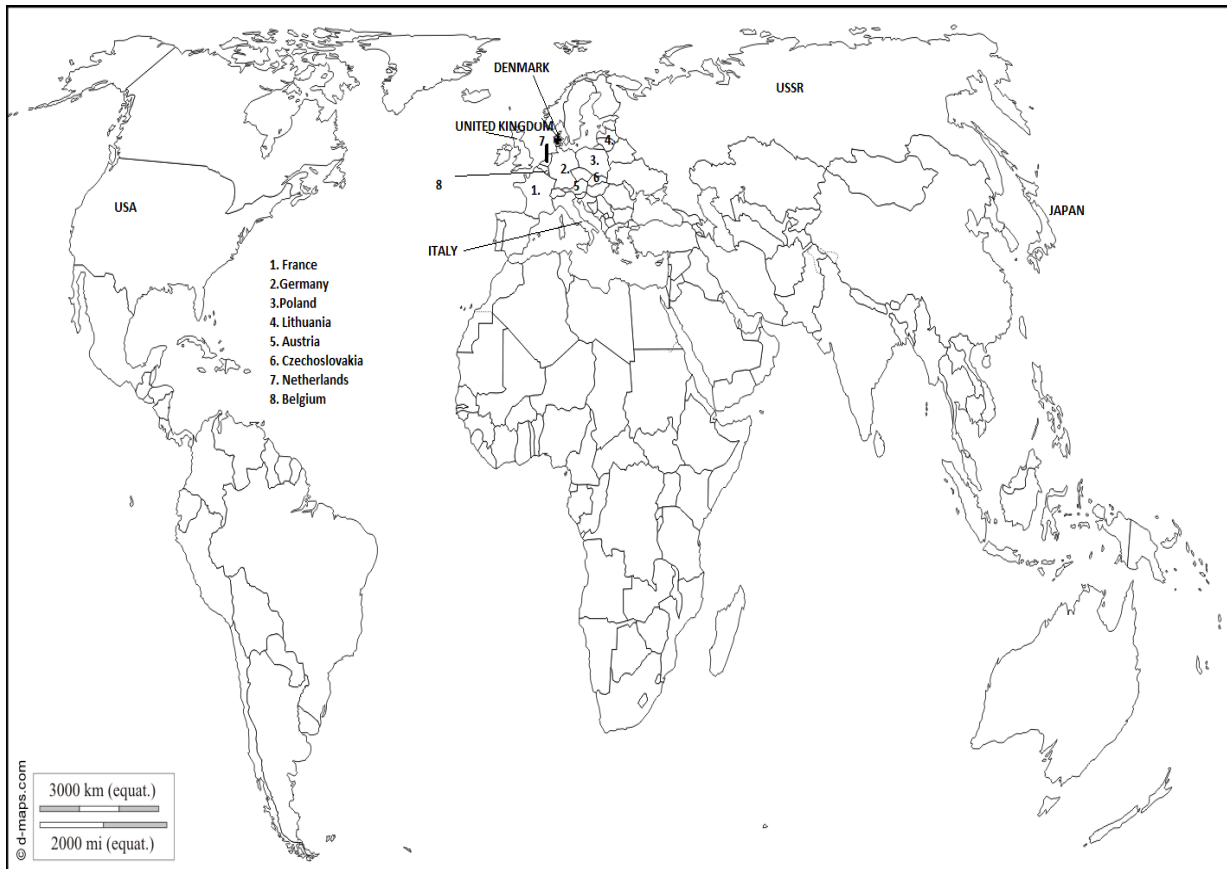 DENMARK
USSR
UNITED KINGDOM
7
4.
3.
2.
6
5
8
1.
USA
JAPAN
ITALY
1. France
2.Germany
3.Poland
4. Lithuania
5. Austria
6. Czechoslovakia
7. Netherlands
8. Belgium
3000 km (equat.)
2000 mi (equat.)
© d-maps.com